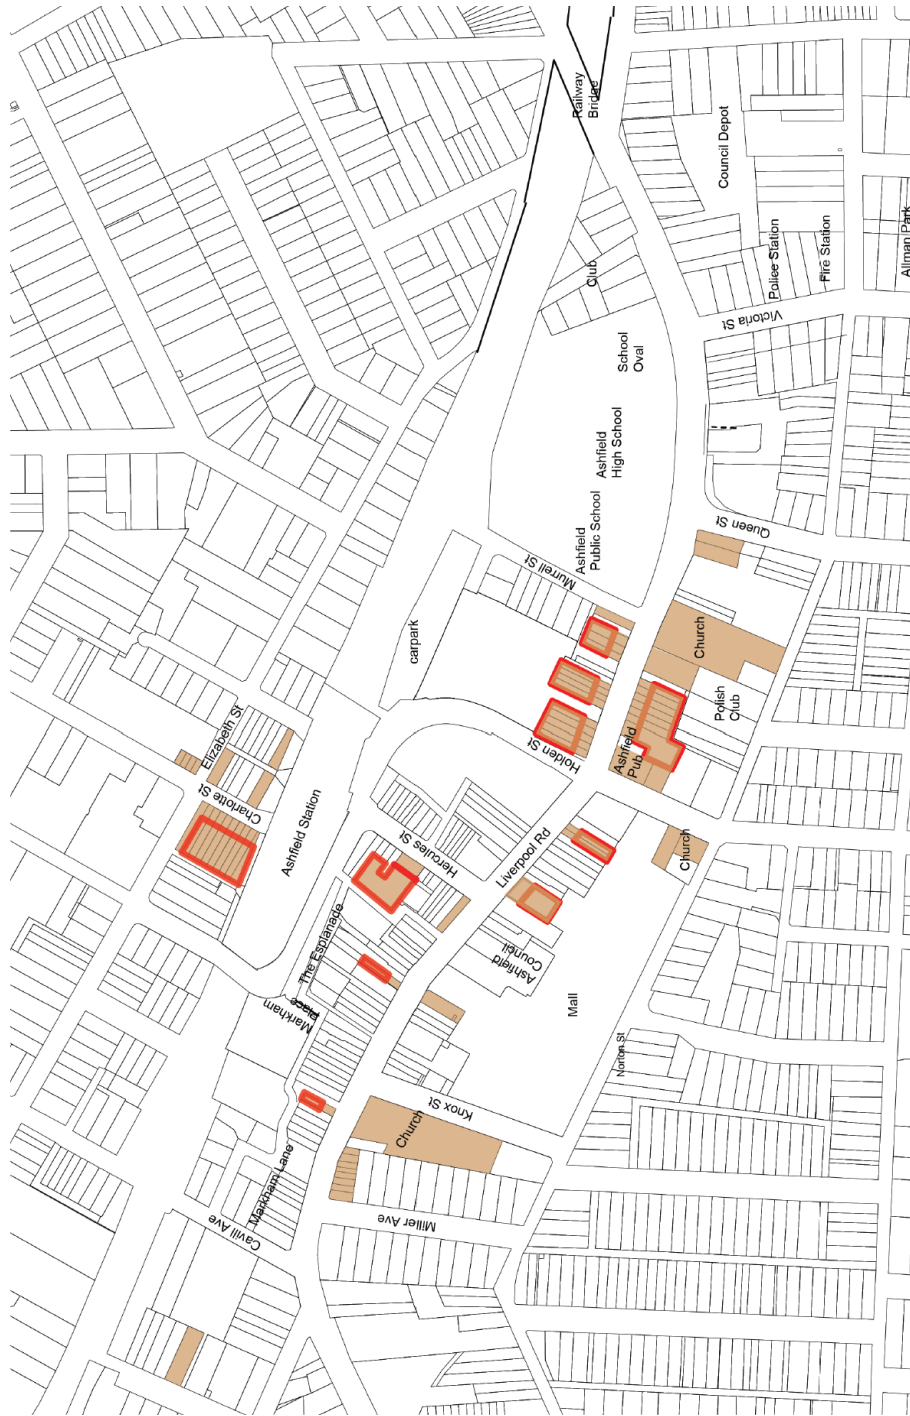 Railway
Bridge
Council Depot
Club
Police Station
Fire Station
Allman Park
Victoria St
School
Oval
Ashfield
High School
Ashfield
Public School
Queen St
Murrell St
carpark
Church
Polish
Club
Elizabeth St
Charlotte St
Holden St
Ashfield
Pub
Ashfield Station
Hercules St
Liverpool Rd
Church
The Esplanade
Ashfield
Council
Markham
Place
Mall
Norton St
Knox St
Church
Markham Lane
Miller Ave
Cavill Ave